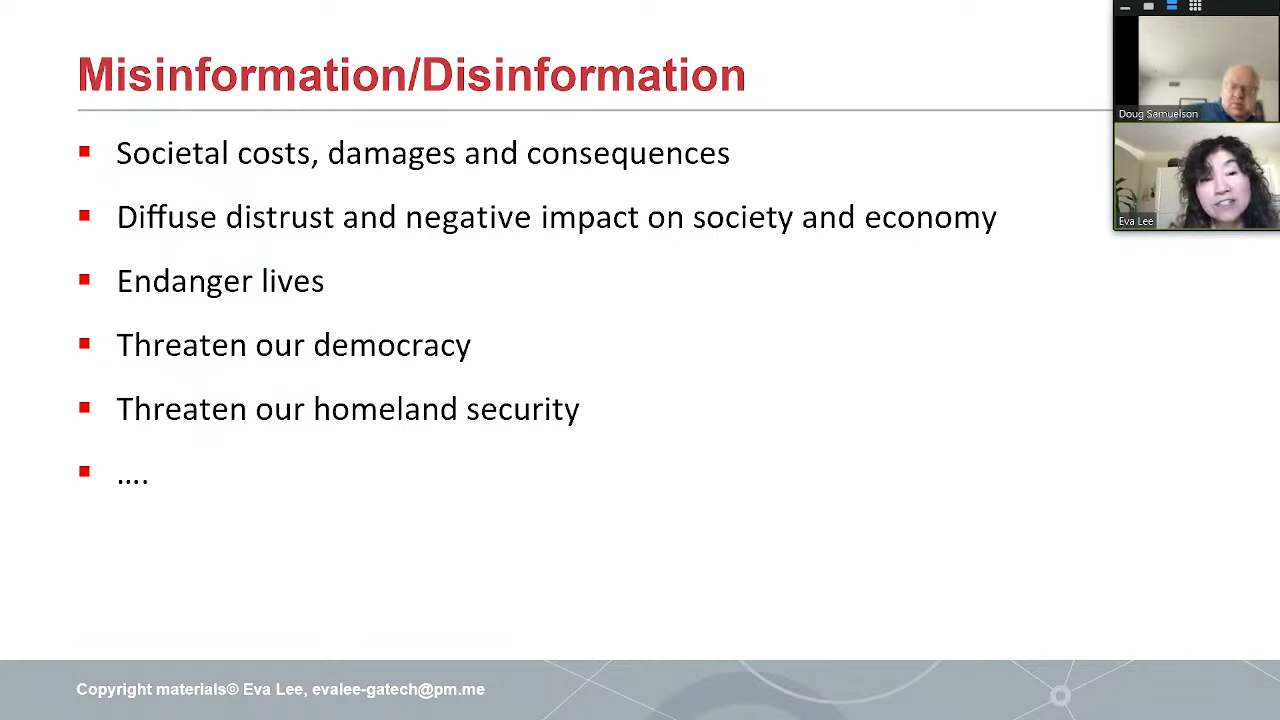 Misinformation/Disinformation
Societal costs, damages and consequences
Diffuse distrust and negative impact on society and economy
Endanger lives
Threaten our democracy
Threaten our homeland security
....
Copyright materials© Eva Lee, evalee-gatech@pm.me
Doug Samuelson
Eva Lee